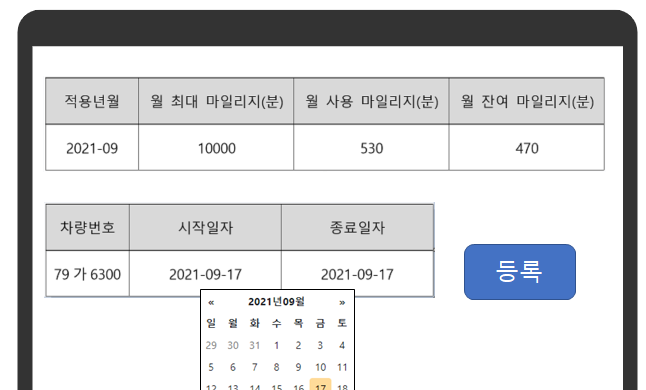 적용년월 월 최대 마일리지(분) 월 사용 마일리지(분) 월 잔여 마일리지(분)
2021-09 10000 530 470
차량번호 시작일자 종료일자
79 가 6300 2021-09-17 2021-09-17
등록
« 2021년09월 »
일 월 화 수 목 금 토
29 30 31 1 2 3 4
5 6 7 8 9 10 11
12 13 14 15 16 17 18